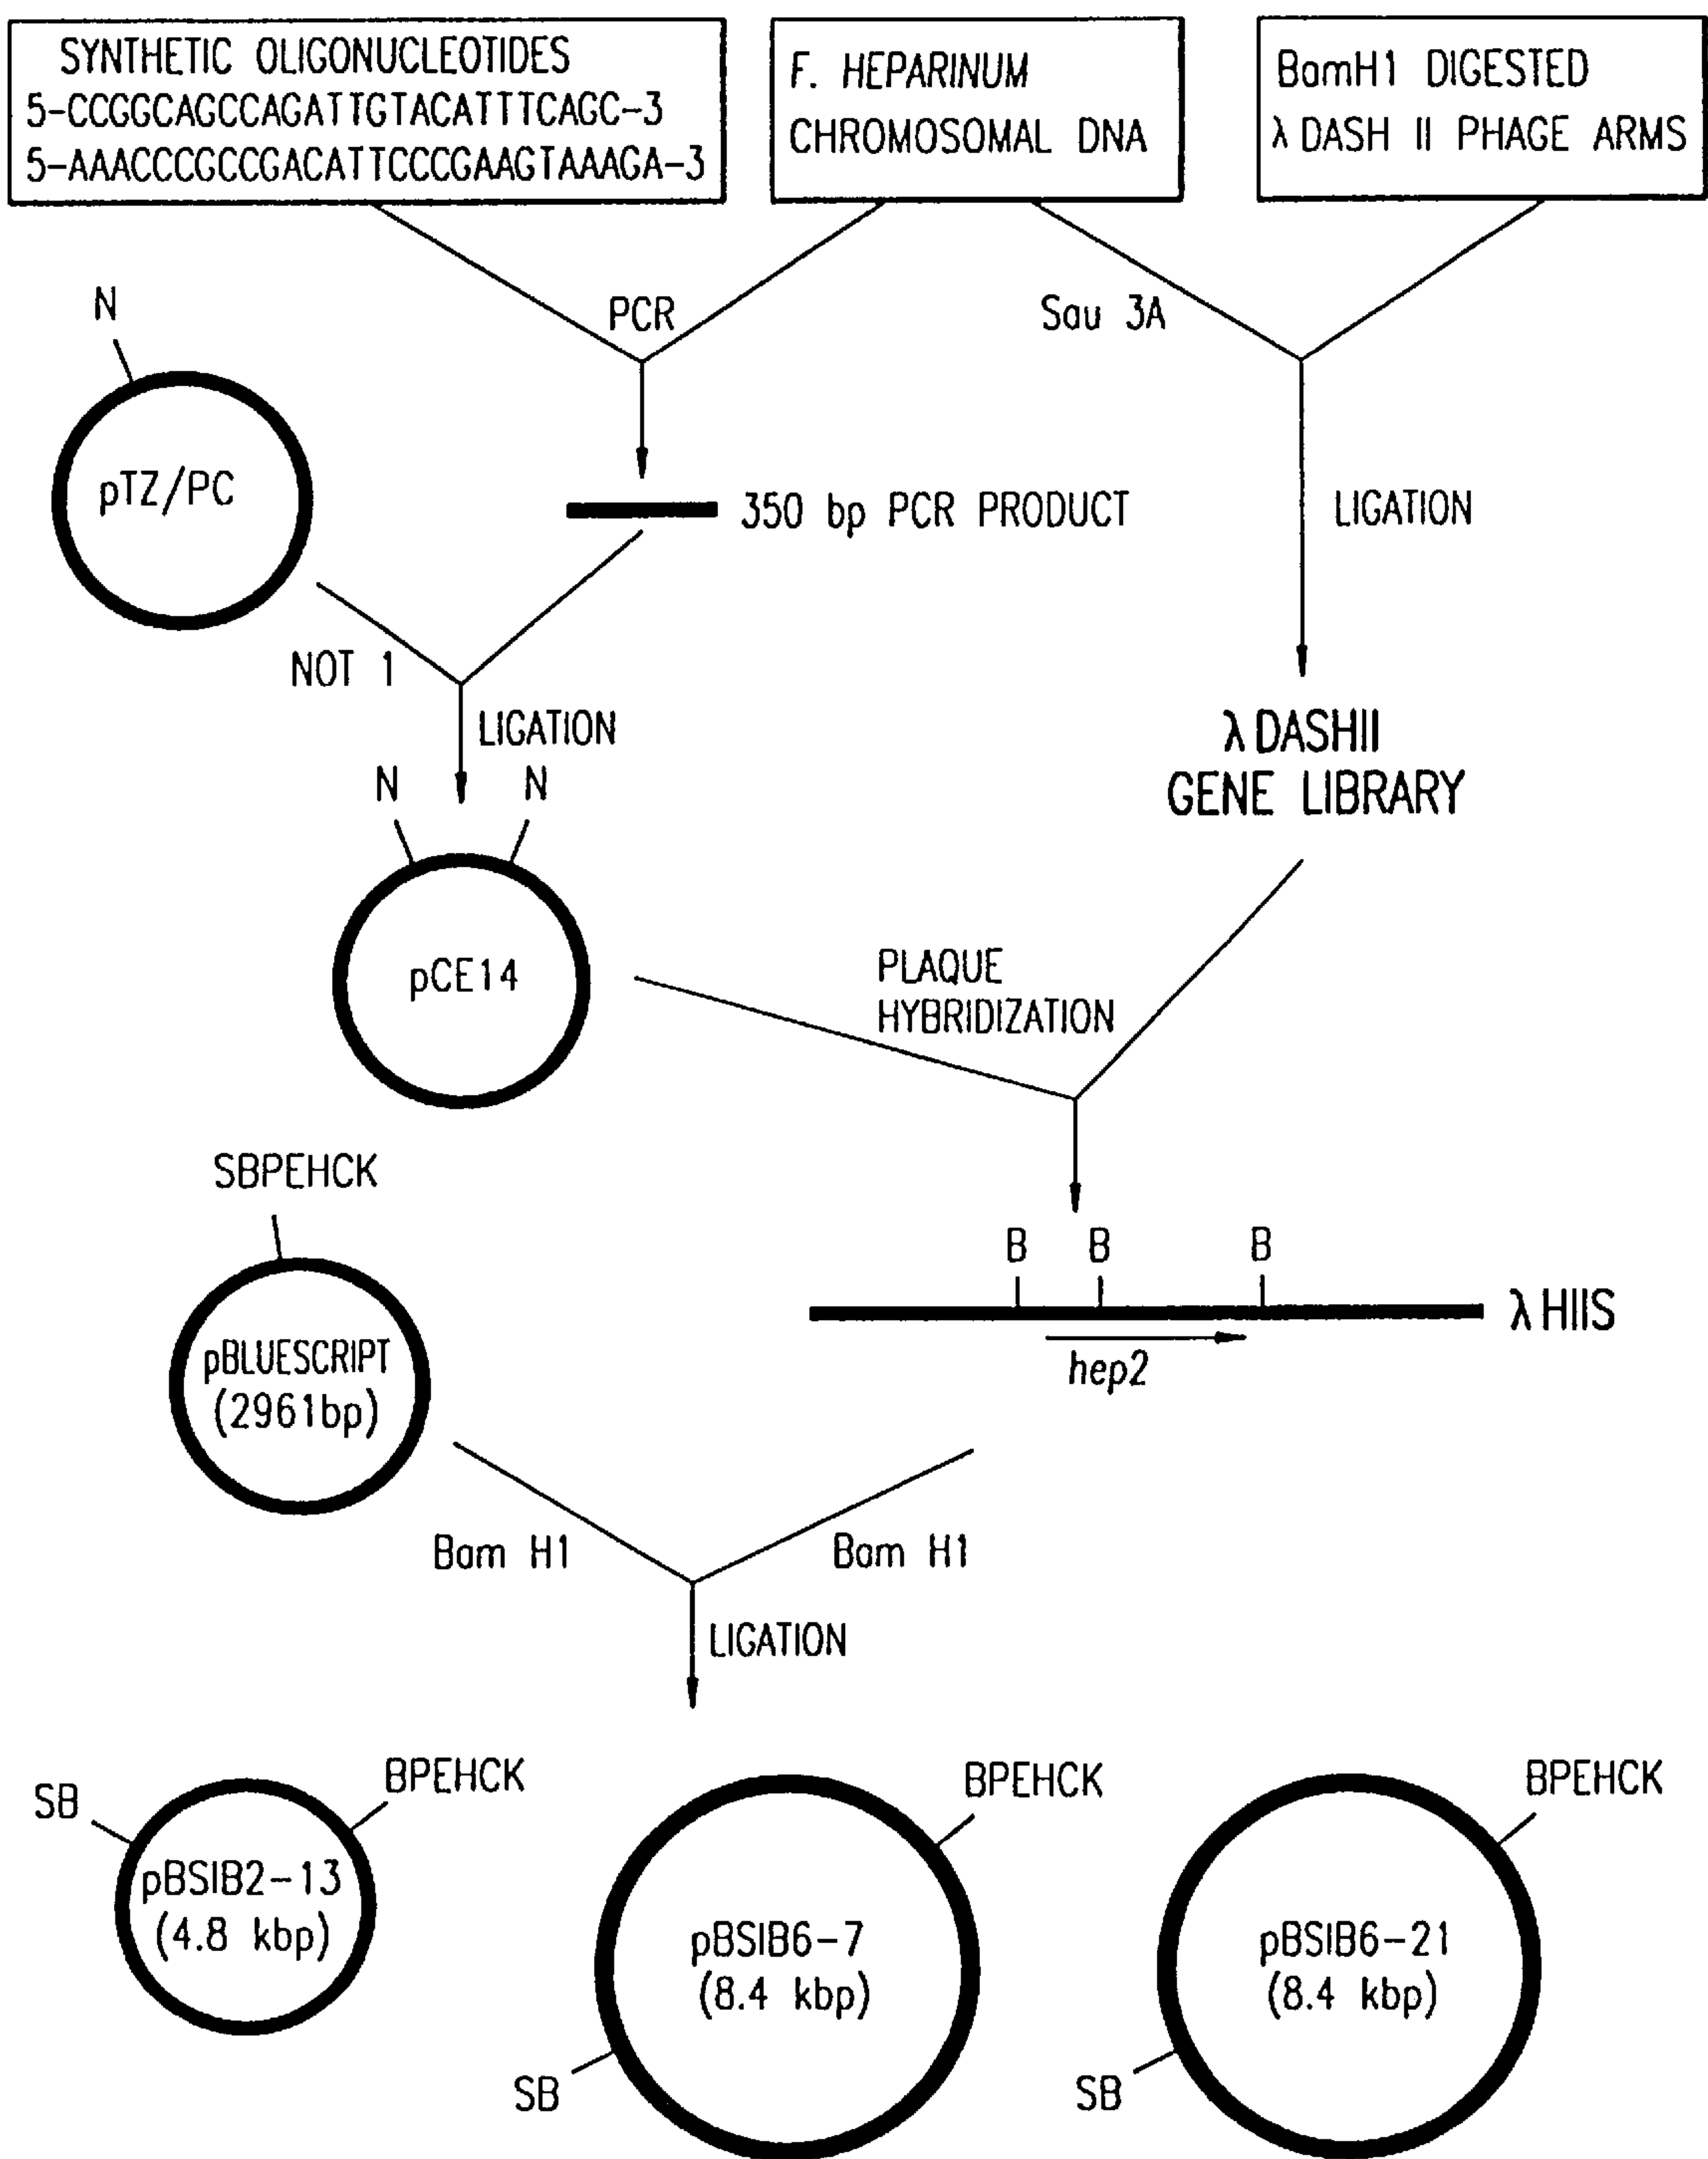 SYNTHETIC OLIGONUCLEOTIDES
5-CCGGCAGCCAGATTGTACATTTCAGC-3
5-AAACCCGCCGACATTCCCGAAGTAAAGA-3
F. HEPARINUM
CHROMOSOMAL DNA
BamH1 DIGESTED
λ DASH II PHAGE ARMS
N
PCR
Sau 3A
pTZ/PC
350 bp PCR PRODUCT
LIGATION
NOT 1
LIGATION
N N
λ DASHII
GENE LIBRARY
pCE14
PLAQUE
HYBRIDIZATION
SBPEHCK
B B B
pBLUESCRIPT
(2961bp)
λ HIIS
hep2
Bam H1
Bam H1
LIGATION
SB
BPEHCK
pBSIB2-13
(4.8 kbp)
BPEHCK
pBSIB6-7
(8.4 kbp)
SB
BPEHCK
pBSIB6-21
(8.4 kbp)
SB